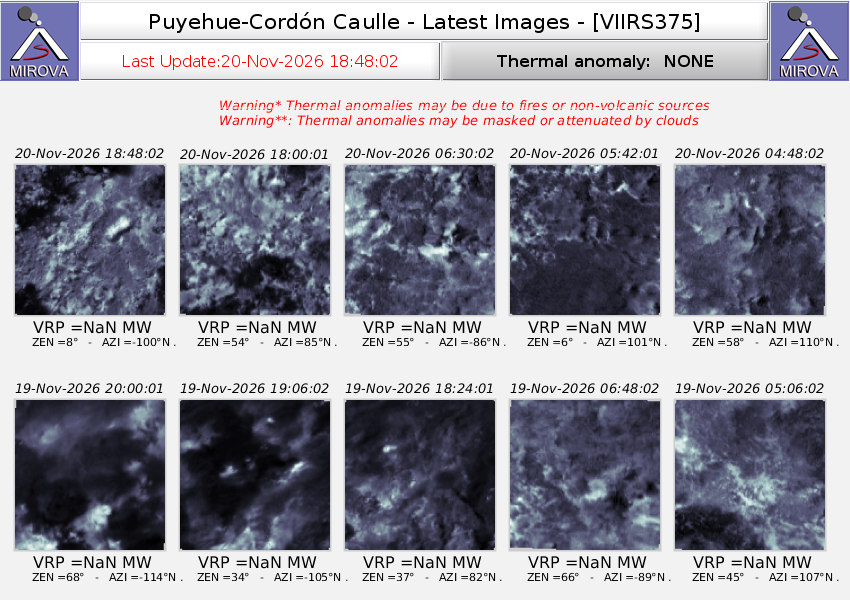 Puyehue-Cordón Caulle - Latest Images - [VIIRS375]
MIROVA
Last Update:20-Nov-2026 18:48:02
Thermal anomaly: NONE
MIROVA
Warning* Thermal anomalies may be due to fires or non-volcanic sources
Warning**: Thermal anomalies may be masked or attenuated by clouds
20-Nov-2026 18:48:02
20-Nov-2026 18:00:01
20-Nov-2026 06:30:02
20-Nov-2026 05:42:01
20-Nov-2026 04:48:02
VRP =NaN MW
VRP =NaN MW
VRP =NaN MW
VRP =NaN MW
VRP =NaN MW
ZEN =8° - AZI =-100°N .
ZEN =54° - AZI =85°N .
ZEN =55° - AZI =-86°N .
ZEN =6° - AZI =101°N .
ZEN =58° - AZI =110°N .
19-Nov-2026 20:00:01
19-Nov-2026 19:06:02
19-Nov-2026 18:24:01
19-Nov-2026 06:48:02
19-Nov-2026 05:06:02
VRP =NaN MW
VRP =NaN MW
VRP =NaN MW
VRP =NaN MW
VRP =NaN MW
ZEN =68° - AZI =-114°N .
ZEN =34° - AZI =-105°N .
ZEN =37° - AZI =82°N .
ZEN =66° - AZI =-89°N .
ZEN =45° - AZI =107°N .